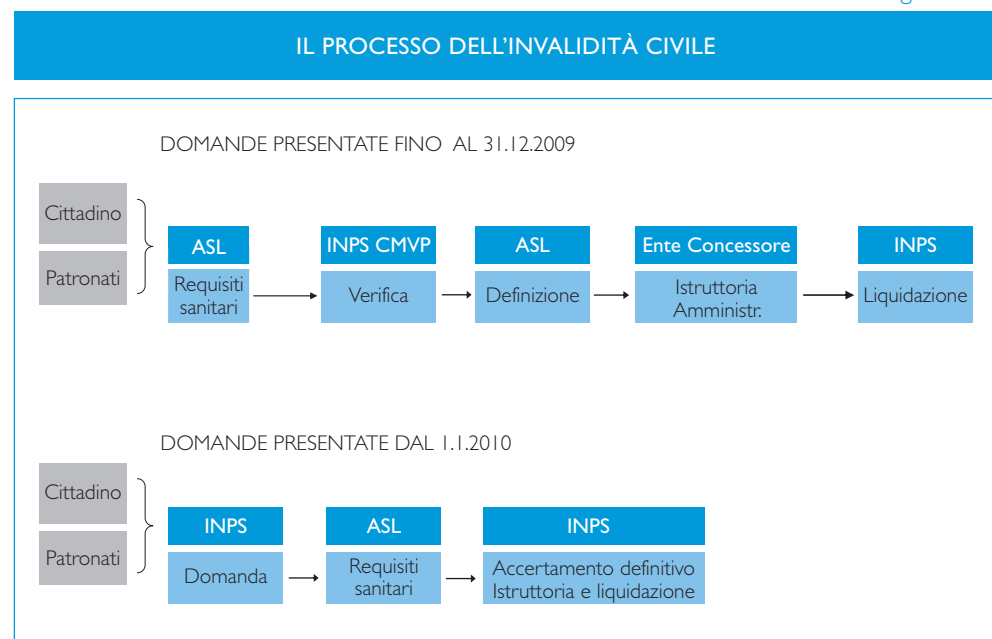 IL PROCESSO DELL'INVALIDITÀ CIVILE
DOMANDE PRESENTATE FINO AL 31.12.2009
Cittadino
Patronati
ASL
Requisiti
sanitari
INPS CMVP
Verifica
ASL
Definizione
Ente Concessore
Istruttoria
Amministr.
INPS
Liquidazione
DOMANDE PRESENTATE DAL 1.1.2010
Cittadino
Patronati
INPS
Domanda
ASL
Requisiti
sanitari
INPS
Accertamento definitivo
Istruttoria e liquidazione